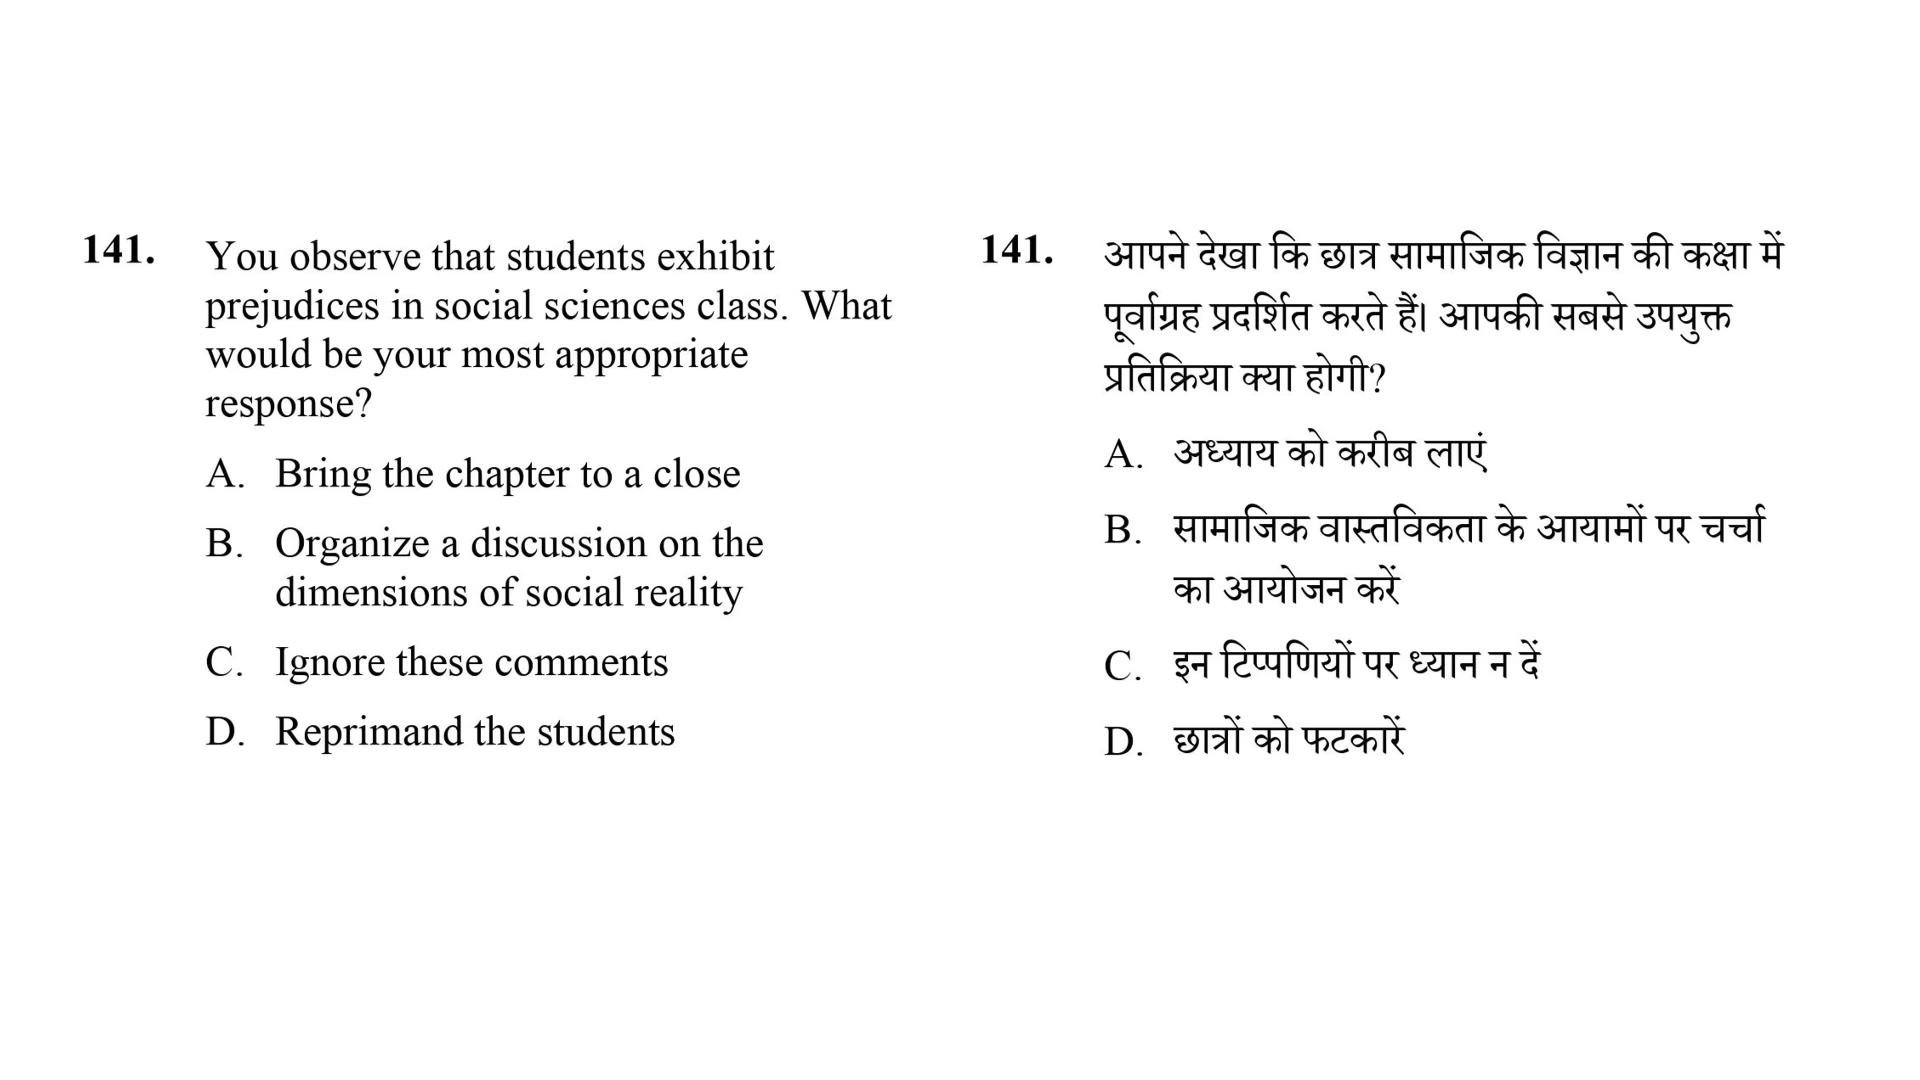 141. You observe that students exhibit
prejudices in social sciences class. What
would be your most appropriate
response?
A. Bring the chapter to a close
B. Organize a discussion on the
dimensions of social reality
C. Ignore these comments
D. Reprimand the students
141. आपने देखा कि छात्र सामाजिक विज्ञान की कक्षा में
पूर्वाग्रह प्रदर्शित करते हैं। आपकी सबसे उपयुक्त
प्रतिक्रिया क्या होगी?
A. अध्याय को करीब लाएं
B. सामाजिक वास्तविकता के आयामों पर चर्चा
का आयोजन करें
C. इन टिप्पणियों पर ध्यान न दें
D. छात्रों को फटकारें